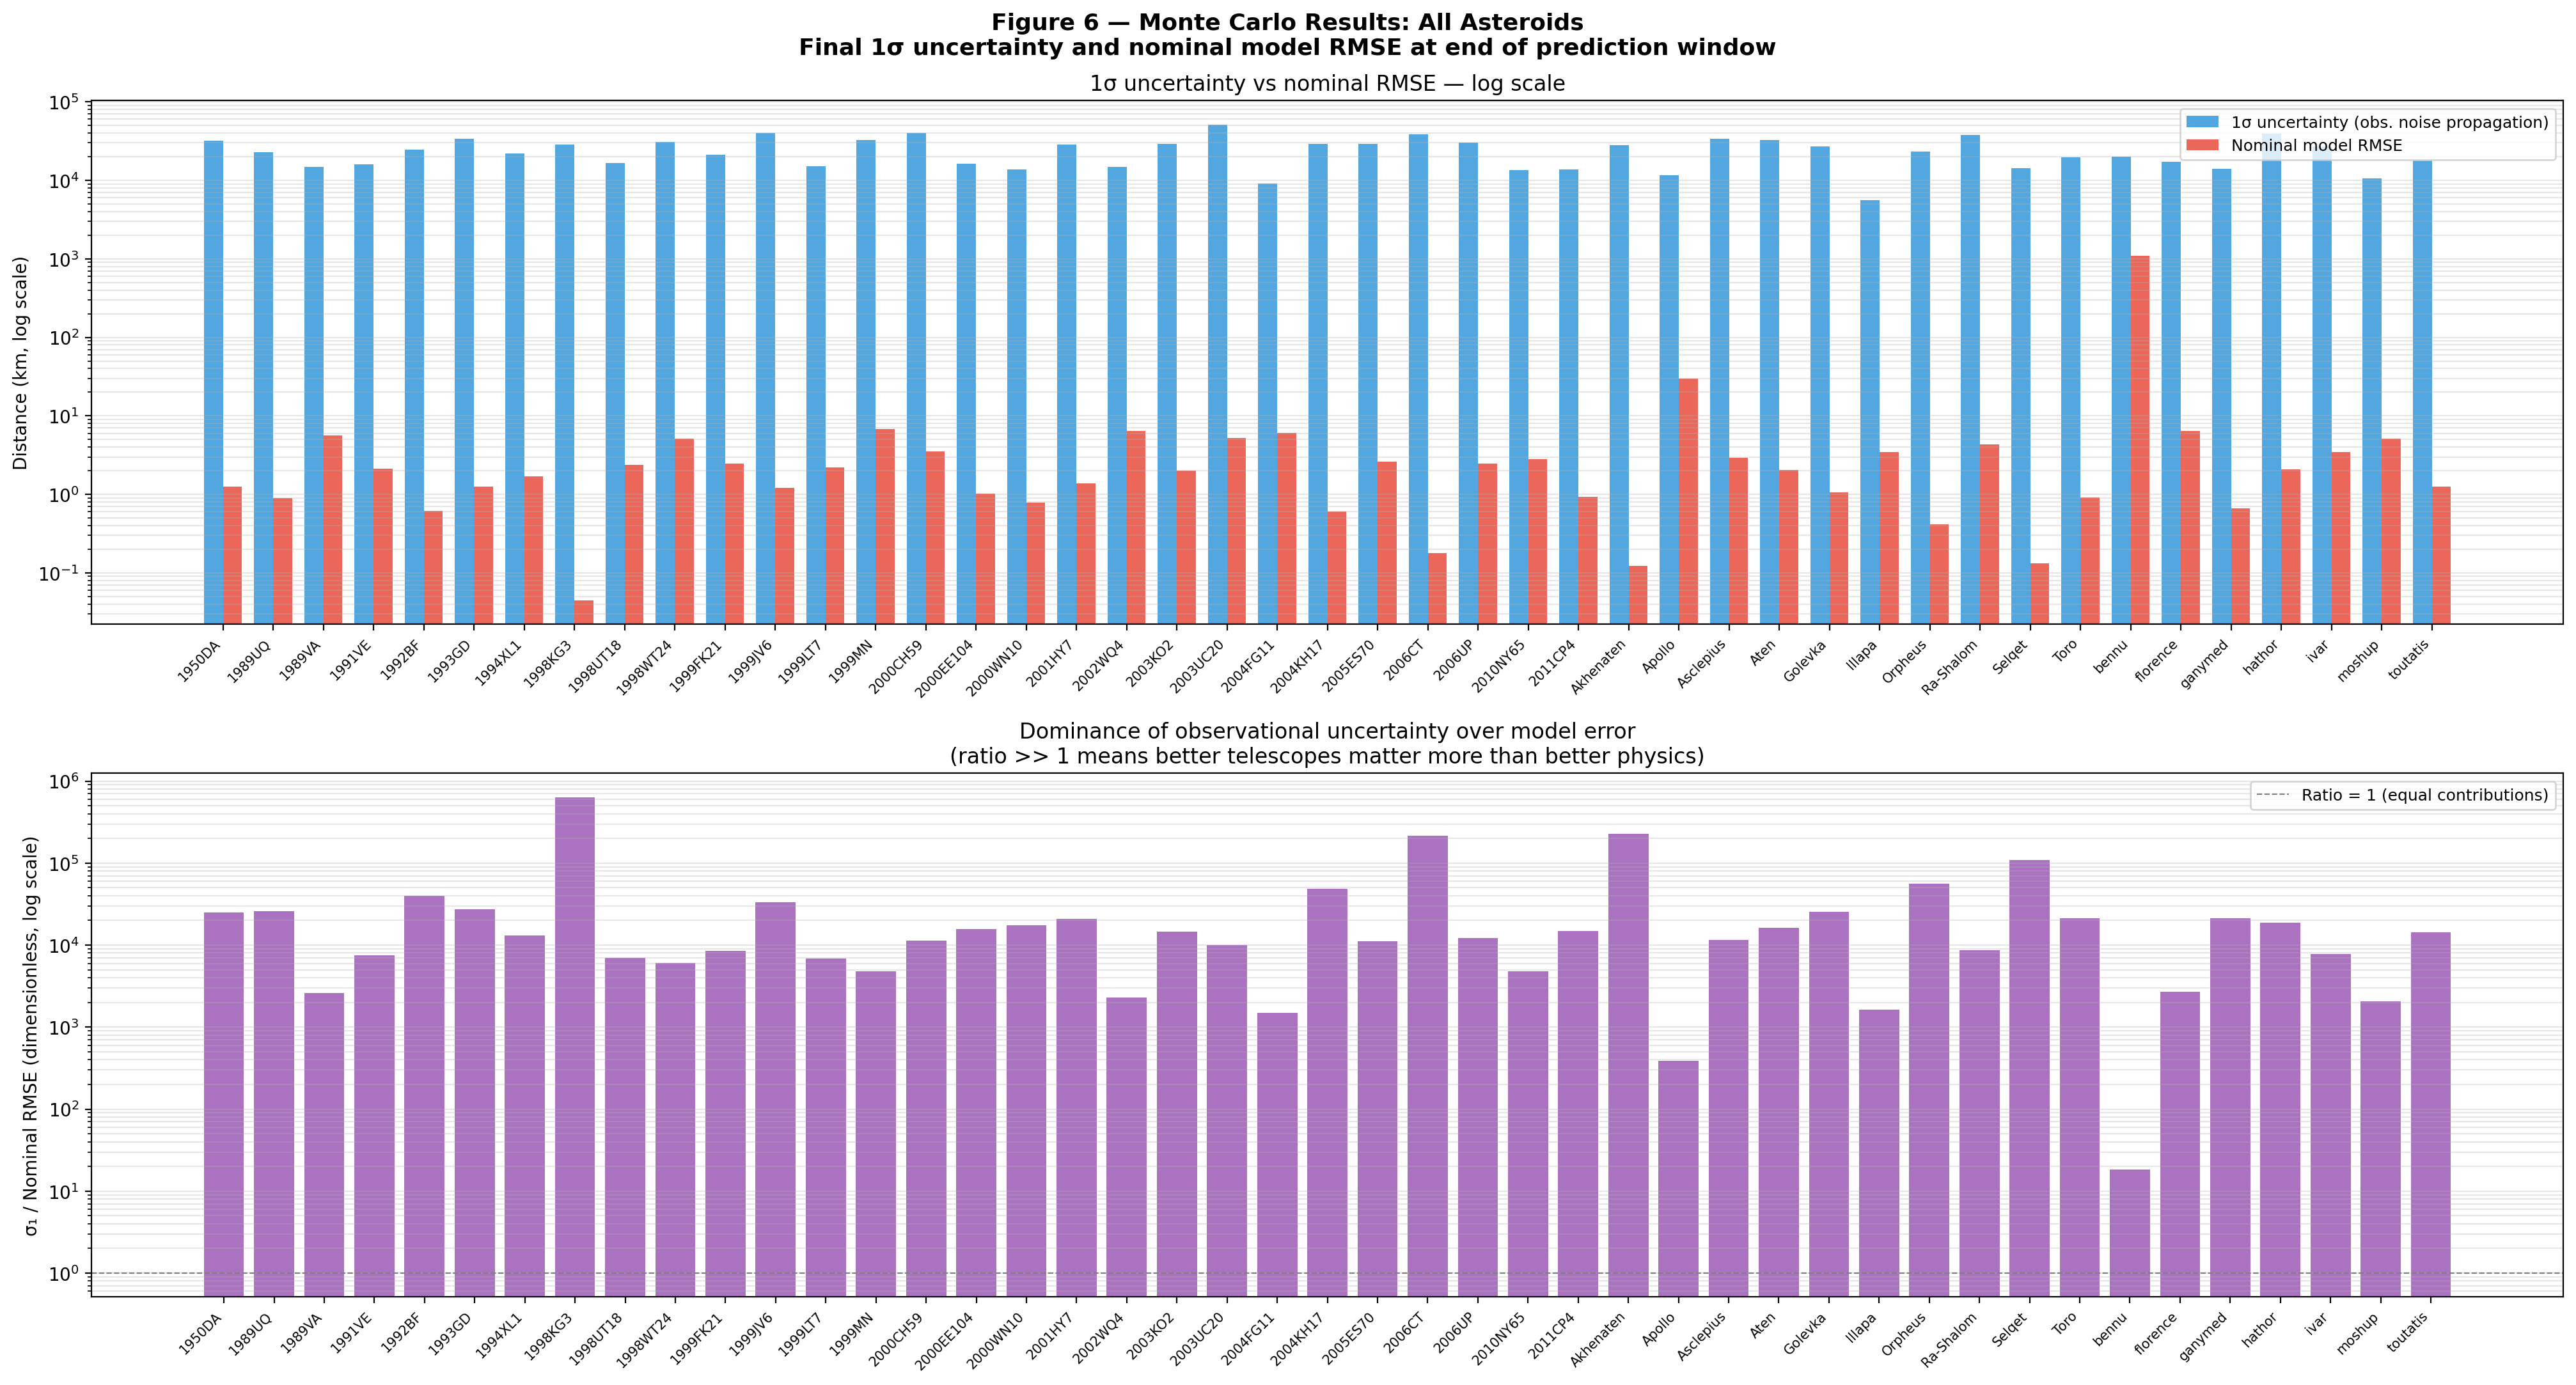 Figure 6 — Monte Carlo Results: All Asteroids
Final 1σ uncertainty and nominal model RMSE at end of prediction window
1σ uncertainty vs nominal RMSE — log scale
Distance (km, log scale)
10⁵
10⁴
10³
10²
10¹
10⁰
10⁻¹
1σ uncertainty (obs. noise propagation)
Nominal model RMSE
1950DA
1989UQ
1989VA
1991VE
1992BF
1993GD
1994XL1
1998KG3
1998UT18
1998WT24
1999FK21
1999JV6
1999LT7
1999MN
2000CH59
2000EE104
2000WN10
2001HY7
2002WQ4
2003KO2
2003UC20
2004FG11
2004KH17
2005ES70
2006CT
2006UP
2010NY65
2011CP4
Akhenaten
Apollo
Asclepius
Aten
Golevka
Illapa
Orpheus
Ra-Shalom
Selqet
Toro
bennu
florence
ganymed
hathor
ivar
moshup
toutatis
Dominance of observational uncertainty over model error
(ratio >> 1 means better telescopes matter more than better physics)
σ₁ / Nominal RMSE (dimensionless, log scale)
10⁶
10⁵
10⁴
10³
10²
10¹
10⁰
Ratio = 1 (equal contributions)
1950DA
1989UQ
1989VA
1991VE
1992BF
1993GD
1994XL1
1998KG3
1998UT18
1998WT24
1999FK21
1999JV6
1999LT7
1999MN
2000CH59
2000EE104
2000WN10
2001HY7
2002WQ4
2003KO2
2003UC20
2004FG11
2004KH17
2005ES70
2006CT
2006UP
2010NY65
2011CP4
Akhenaten
Apollo
Asclepius
Aten
Golevka
Illapa
Orpheus
Ra-Shalom
Selqet
Toro
bennu
florence
ganymed
hathor
ivar
moshup
toutatis